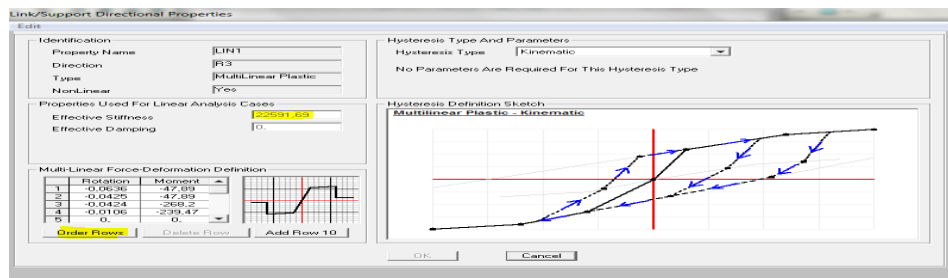 Link/Support Directional Properties
Edit
Identification
Property Name LIN1
Direction R3
Type MultiLinear Plastic
NonLinear Yes
Properties Used For Linear Analysis Cases
Effective Stiffness 22591,69
Effective Damping 0.
Multi-Linear Force-Deformation Definition
Rotation Moment
1 -0,0636 -47,89
2 -0,0425 -47,89
3 -0,0424 -268,2
4 -0,0106 -239,47
5 0, 0,
Order Rows Delete Row Add Row 10
Hysteresis Type And Parameters
Hysteresis Type Kinematic
No Parameters Are Required For This Hysteresis Type
Hysteresis Definition Sketch
Multilinear Plastic - Kinematic
OK Cancel